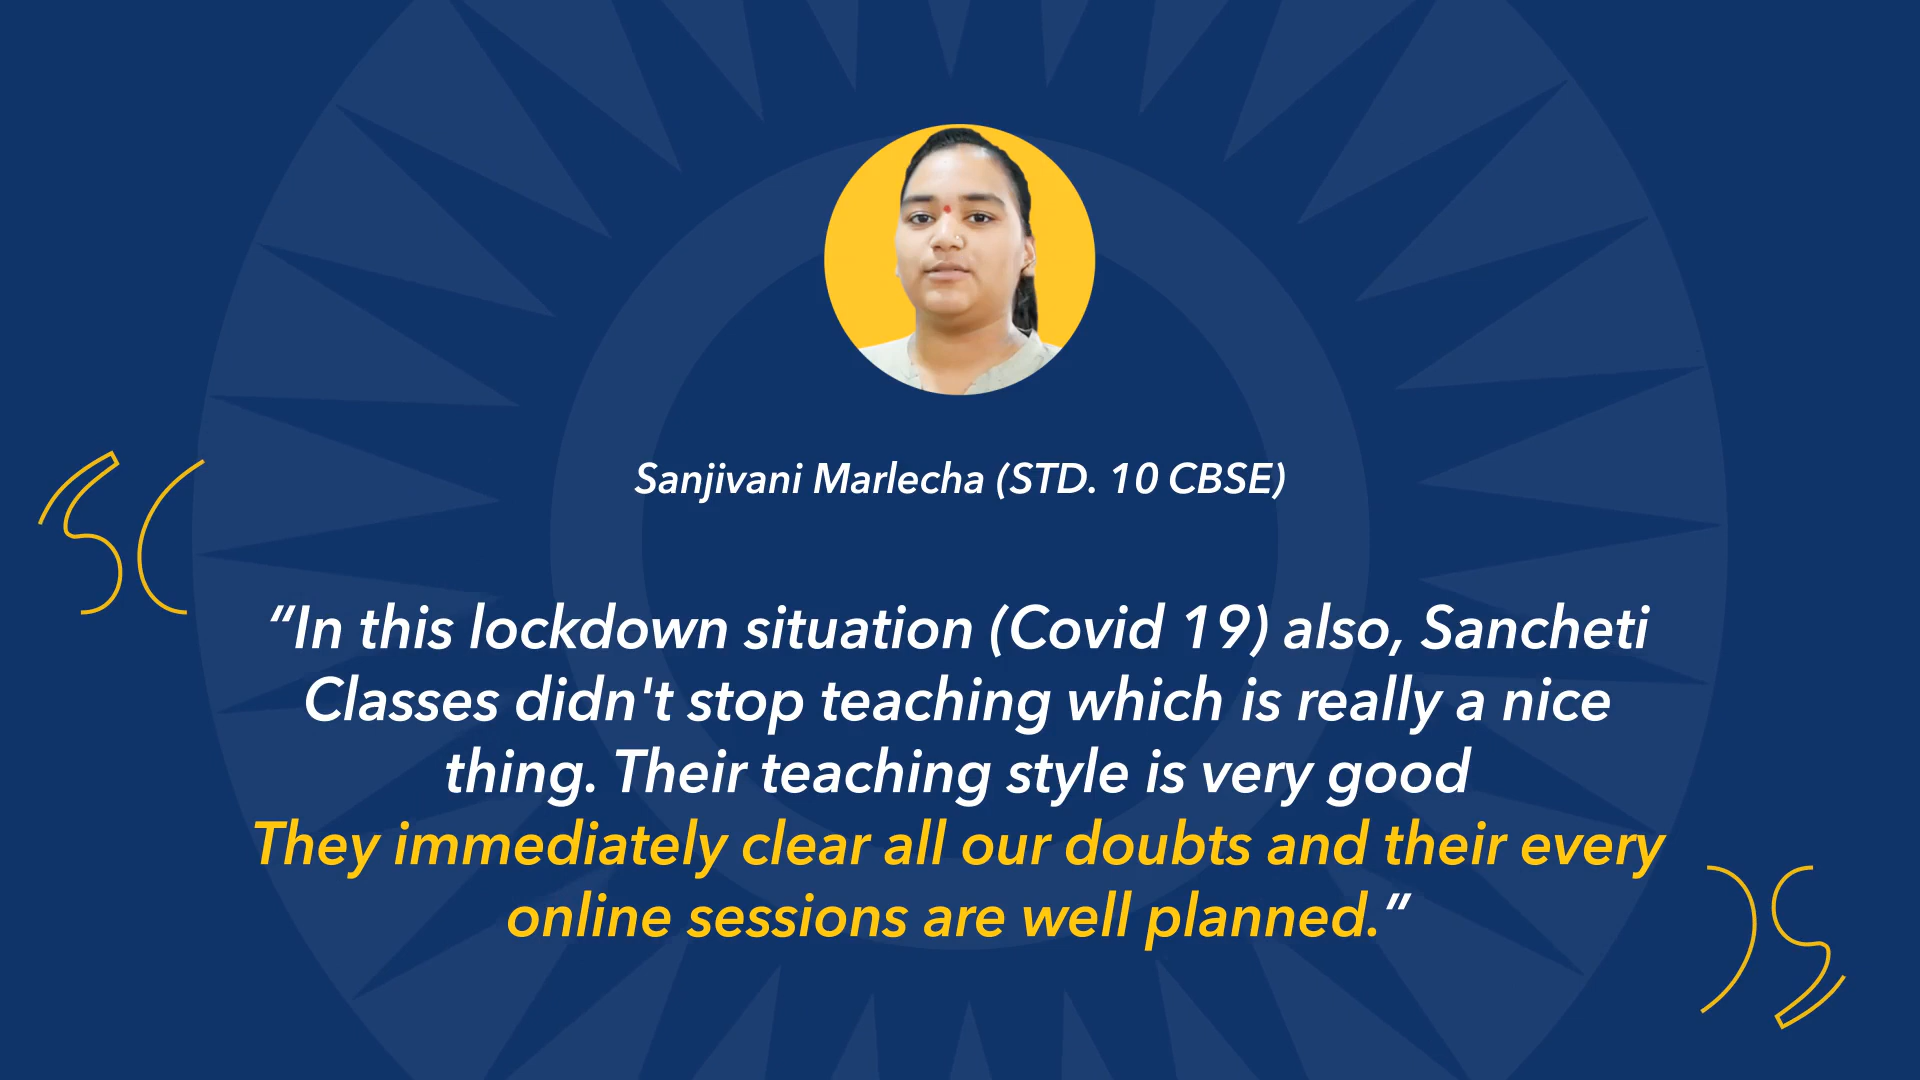 Sanjivani Marlecha (STD. 10 CBSE)
“In this lockdown situation (Covid 19) also, Sancheti
Classes didn't stop teaching which is really a nice
thing. Their teaching style is very good
They immediately clear all our doubts and their every
online sessions are well planned.”